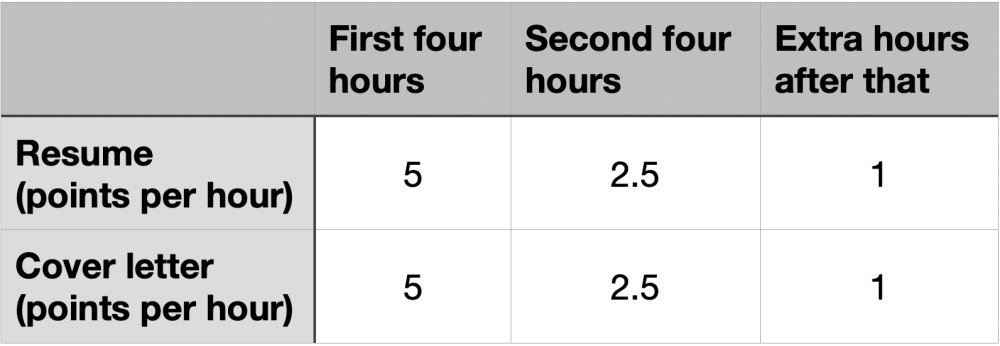 First four
hours
Second four
hours
Extra hours
after that
Resume
(points per hour)
5
2.5
1
Cover letter
(points per hour)
5
2.5
1